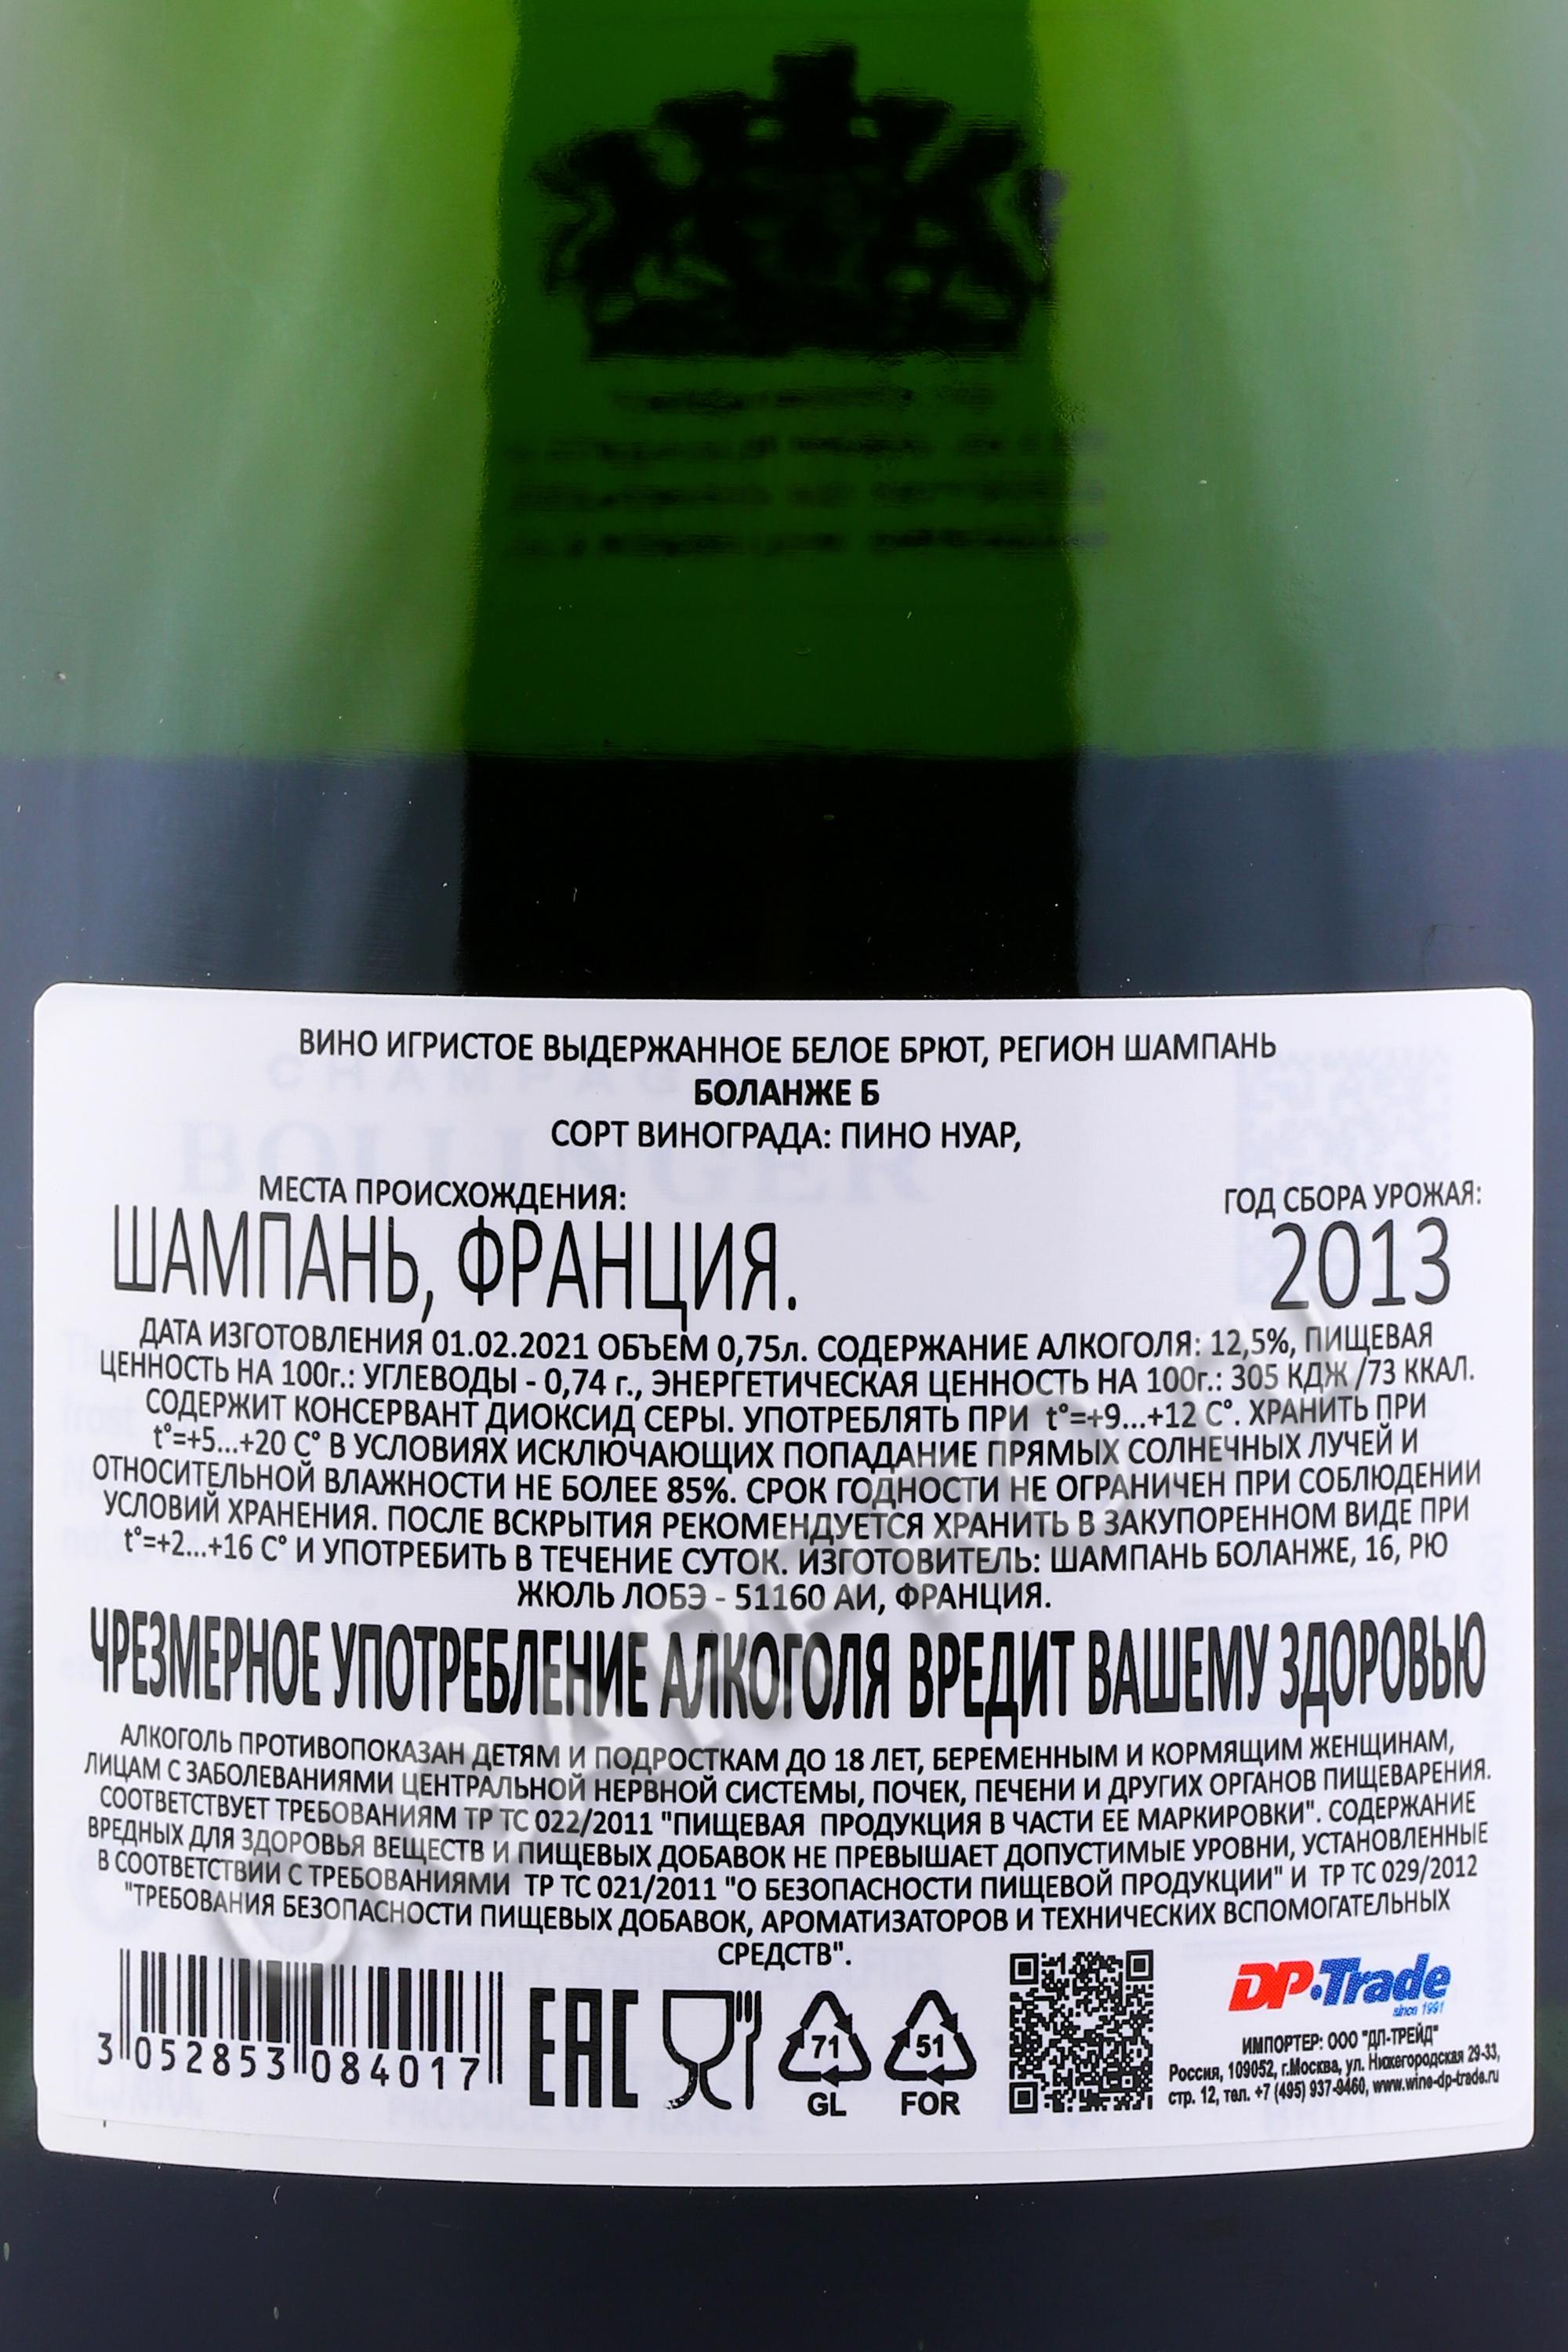 ВИНО ИГРИСТОЕ ВЫДЕРЖАННОЕ БЕЛОЕ БРЮТ, РЕГИОН ШАМПАНЬ
БОЛАНЖЕ Б
СОРТ ВИНОГРАДА: ПИНО НУАР,
CHAMPAGNE
BOLLINGER
МЕСТА ПРОИСХОЖДЕНИЯ:
ШАМПАНЬ, ФРАНЦИЯ.
ГОД СБОРА УРОЖАЯ:
2013
ДАТА ИЗГОТОВЛЕНИЯ 01.02.2021 ОБЪЕМ 0,75л. СОДЕРЖАНИЕ АЛКОГОЛЯ: 12,5%, ПИЩЕВАЯ
ЦЕННОСТЬ НА 100г.: УГЛЕВОДЫ - 0,74 г., ЭНЕРГЕТИЧЕСКАЯ ЦЕННОСТЬ НА 100г.: 305 КДЖ/73 ККАЛ.
СОДЕРЖИТ КОНСЕРВАНТ ДИОКСИД СЕРЫ. УПОТРЕБЛЯТЬ ПРИ t°=+9...+12 С°. ХРАНИТЬ ПРИ
t°=+5...+20 С° В УСЛОВИЯХ ИСКЛЮЧАЮЩИХ ПОПАДАНИЕ ПРЯМЫХ СОЛНЕЧНЫХ ЛУЧЕЙ И
ОТНОСИТЕЛЬНОЙ ВЛАЖНОСТИ НЕ БОЛЕЕ 85%. СРОК ГОДНОСТИ НЕ ОГРАНИЧЕН ПРИ СОБЛЮДЕНИИ
УСЛОВИЙ ХРАНЕНИЯ. ПОСЛЕ ВСКРЫТИЯ РЕКОМЕНДУЕТСЯ ХРАНИТЬ В ЗАКУПОРЕННОМ ВИДЕ ПРИ
t°=+2...+16 С° И УПОТРЕБИТЬ В ТЕЧЕНИЕ СУТОК. ИЗГОТОВИТЕЛЬ: ШАМПАНЬ БОЛАНЖЕ, 16, РЮ
ЖЮЛЬ ЛОБЭ - 51160 АИ, ФРАНЦИЯ.
ЧРЕЗМЕРНОЕ УПОТРЕБЛЕНИЕ АЛКОГОЛЯ ВРЕДИТ ВАШЕМУ ЗДОРОВЬЮ
АЛКОГОЛЬ ПРОТИВОПОКАЗАН ДЕТЯМ И ПОДРОСТКАМ ДО 18 ЛЕТ, БЕРЕМЕННЫМ И КОРМЯЩИМ ЖЕНЩИНАМ,
ЛИЦАМ С ЗАБОЛЕВАНИЯМИ ЦЕНТРАЛЬНОЙ НЕРВНОЙ СИСТЕМЫ, ПОЧЕК, ПЕЧЕНИ И ДРУГИХ ОРГАНОВ ПИЩЕВАРЕНИЯ.
СООТВЕТСТВУЕТ ТРЕБОВАНИЯМ ТР ТС 022/2011 "ПИЩЕВАЯ ПРОДУКЦИЯ В ЧАСТИ ЕЕ МАРКИРОВКИ". СОДЕРЖАНИЕ
ВРЕДНЫХ ДЛЯ ЗДОРОВЬЯ ВЕЩЕСТВ И ПИЩЕВЫХ ДОБАВОК НЕ ПРЕВЫШАЕТ ДОПУСТИМЫЕ УРОВНИ, УСТАНОВЛЕННЫЕ
В СООТВЕТСТВИИ С ТРЕБОВАНИЯМИ ТР ТС 021/2011 "О БЕЗОПАСНОСТИ ПИЩЕВОЙ ПРОДУКЦИИ" И ТР ТС 029/2012
"ТРЕБОВАНИЯ БЕЗОПАСНОСТИ ПИЩЕВЫХ ДОБАВОК, АРОМАТИЗАТОРОВ И ТЕХНИЧЕСКИХ ВСПОМОГАТЕЛЬНЫХ
СРЕДСТВ".
CIGARPRO.RU
3 052853 084017
EAC
71
GL
51
FOR
DP-Trade
since 1991
ИМПОРТЕР: ООО "ДП-ТРЕЙД"
Россия, 109052, г.Москва, ул. Нижегородская 29-33,
стр. 12, тел. +7 (495) 937-9460, www.wine-dp-trade.ru